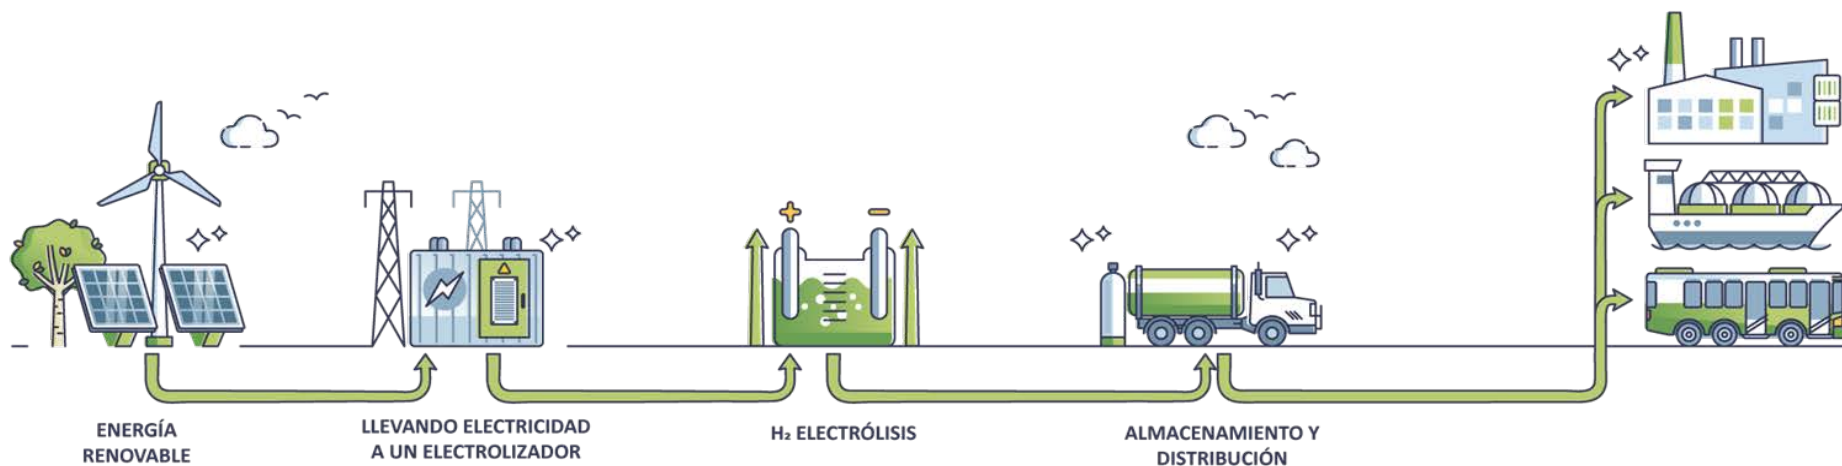 ENERGÍA
RENOVABLE
LLEVANDO ELECTRICIDAD
A UN ELECTROLIZADOR
H₂ ELECTRÓLISIS
ALMACENAMIENTO Y
DISTRIBUCIÓN